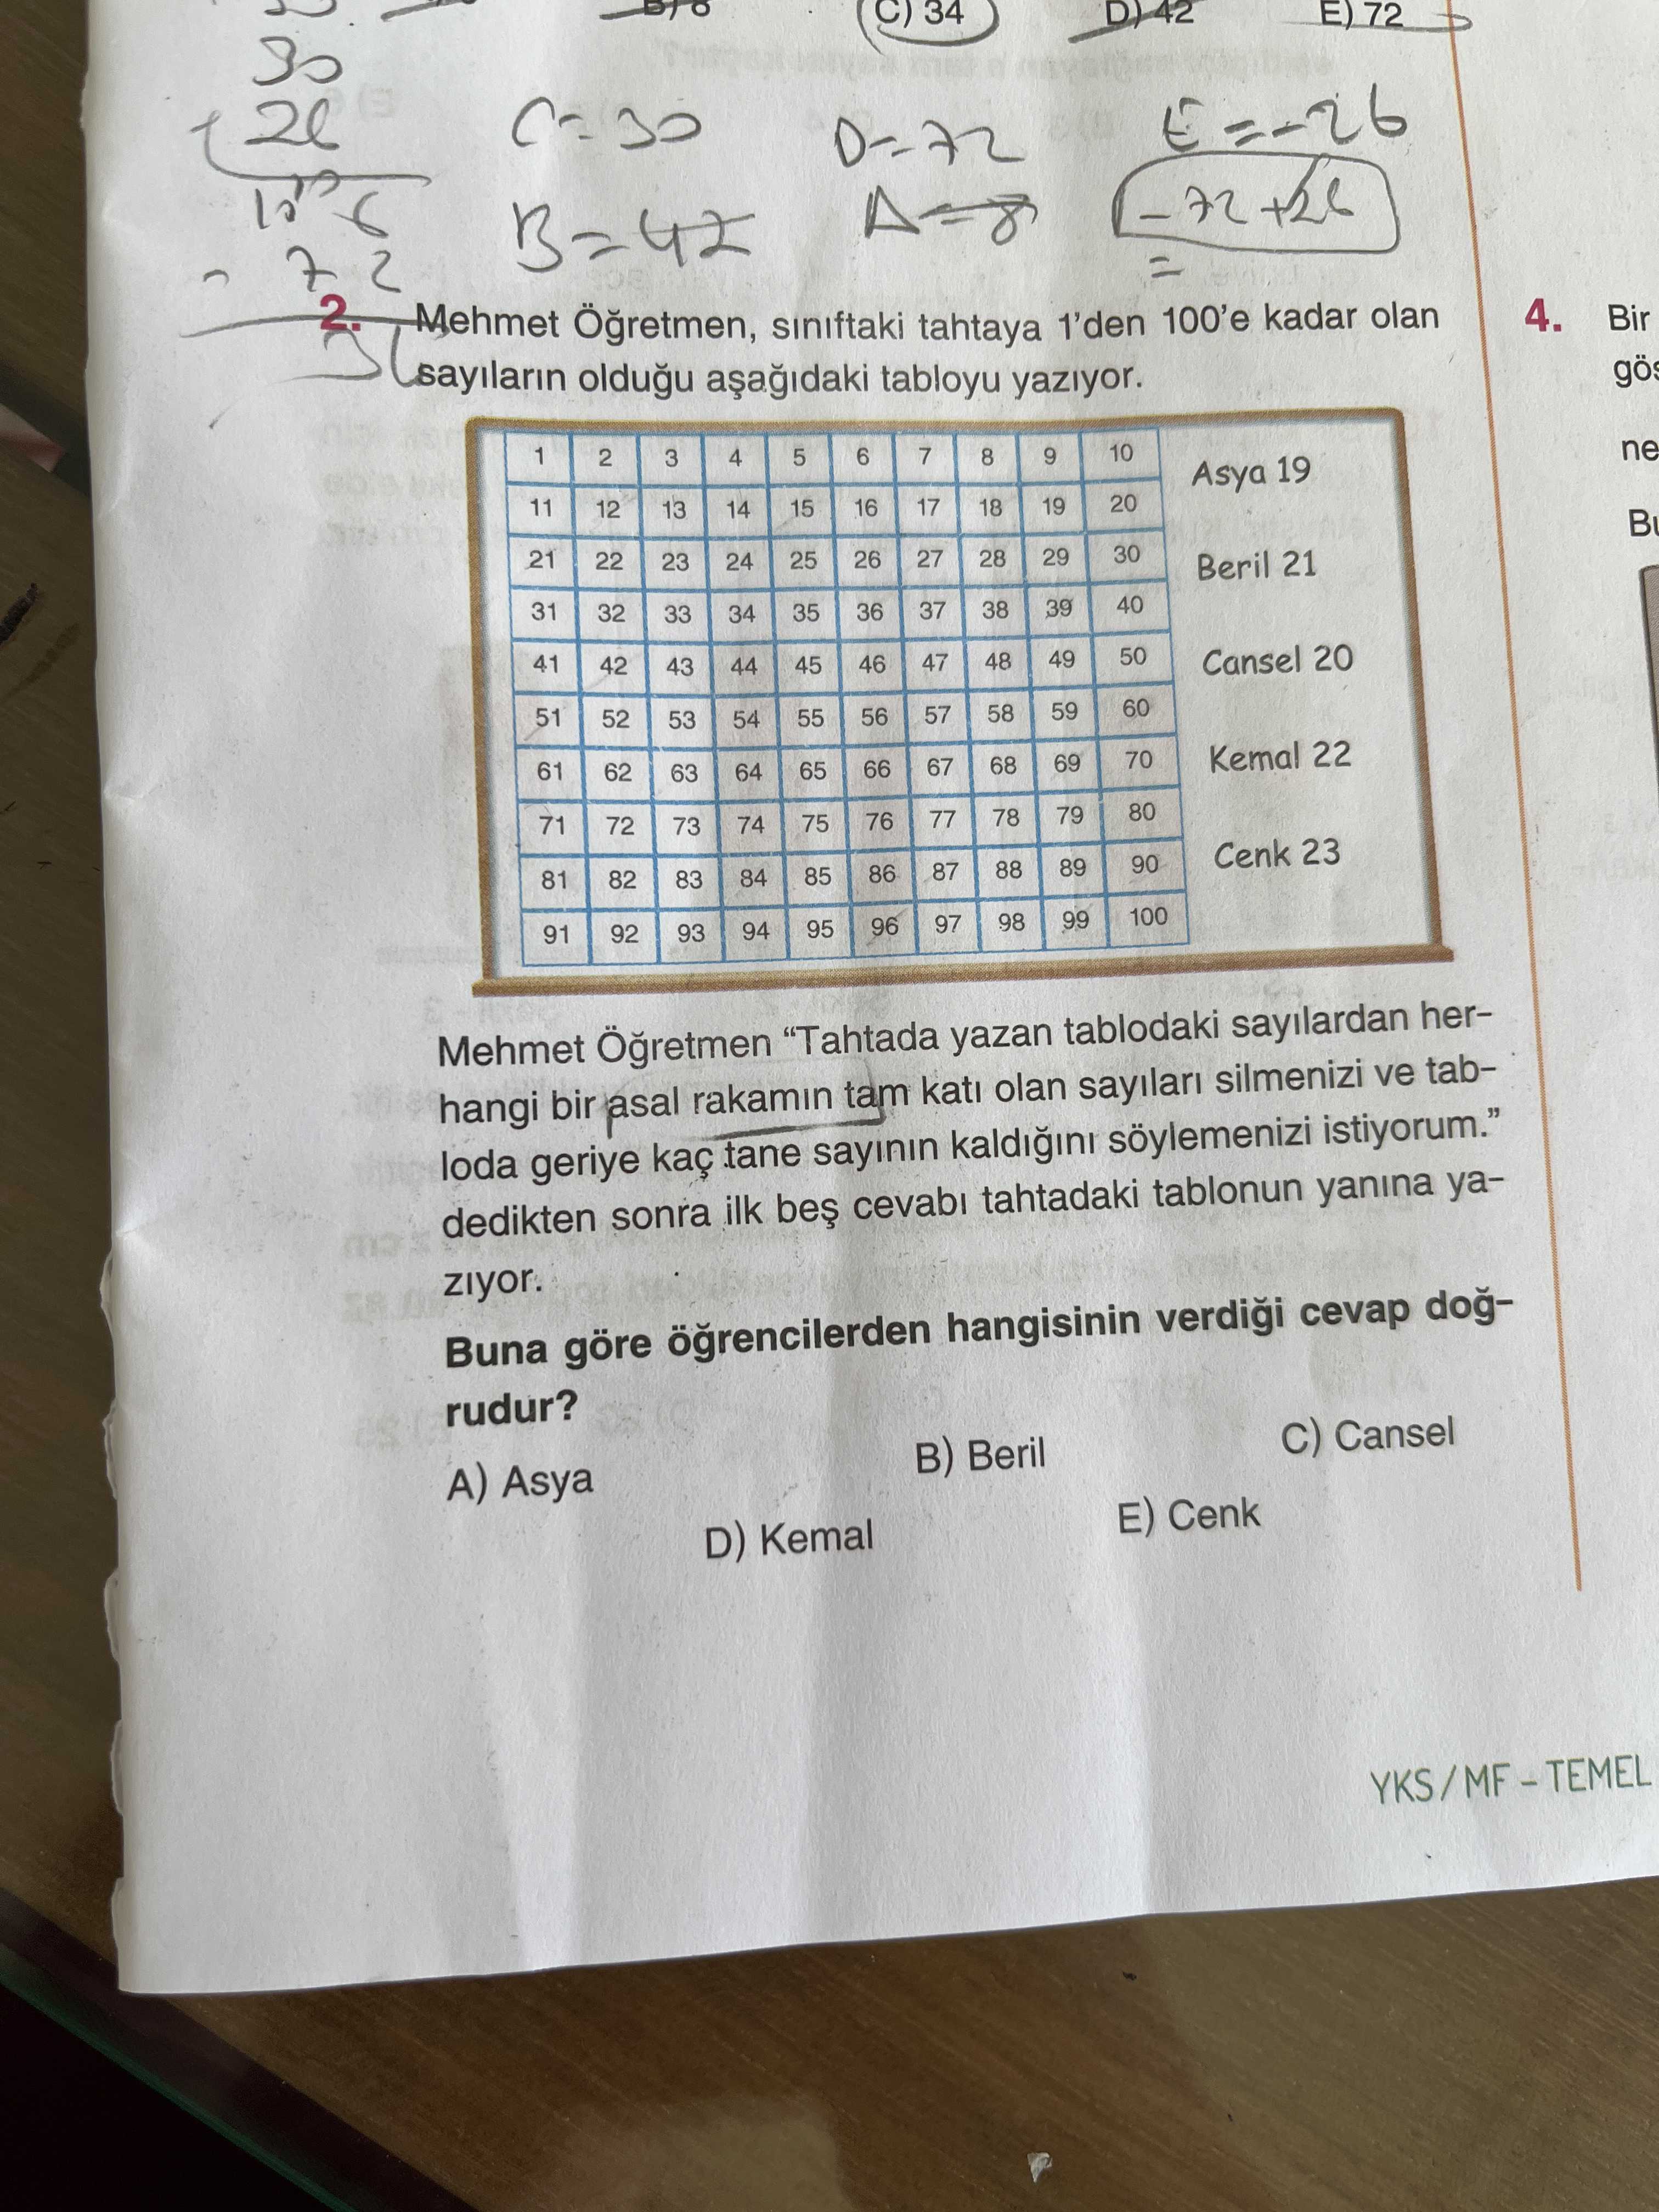 B) 8 C) 34 D) 42 E) 72
30
26
C = 30 D = 72 E = -26
106
B = 42 A = 8 -72 + 26
- 72 =
2. Mehmet Öğretmen, sınıftaki tahtaya 1'den 100'e kadar olan
sayıların olduğu aşağıdaki tabloyu yazıyor.
1 2 3 4 5 6 7 8 9 10
11 12 13 14 15 16 17 18 19 20
21 22 23 24 25 26 27 28 29 30
31 32 33 34 35 36 37 38 39 40
41 42 43 44 45 46 47 48 49 50
51 52 53 54 55 56 57 58 59 60
61 62 63 64 65 66 67 68 69 70
71 72 73 74 75 76 77 78 79 80
81 82 83 84 85 86 87 88 89 90
91 92 93 94 95 96 97 98 99 100
Asya 19
Beril 21
Cansel 20
Kemal 22
Cenk 23
Mehmet Öğretmen “Tahtada yazan tablodaki sayılardan her-
hangi bir asal rakamın tam katı olan sayıları silmenizi ve tab-
loda geriye kaç tane sayının kaldığını söylemenizi istiyorum.”
dedikten sonra ilk beş cevabı tahtadaki tablonun yanına ya-
zıyor.
Buna göre öğrencilerden hangisinin verdiği cevap doğ-
rudur?
A) Asya B) Beril C) Cansel
D) Kemal E) Cenk
4. Bir
ne
YKS / MF - TEMEL